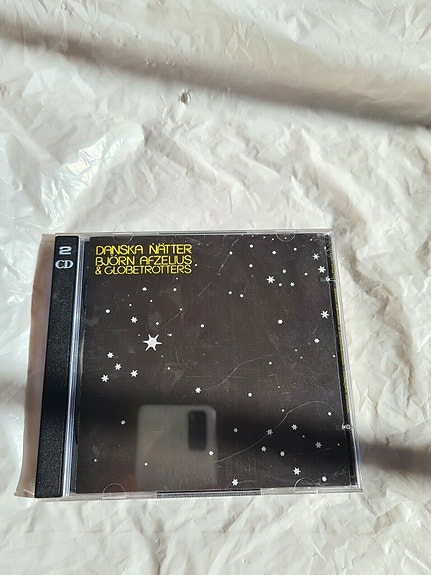 DANSKA NÄTTER
BJÖRN AFZELIUS
& GLOBETROTTERS
2
CD